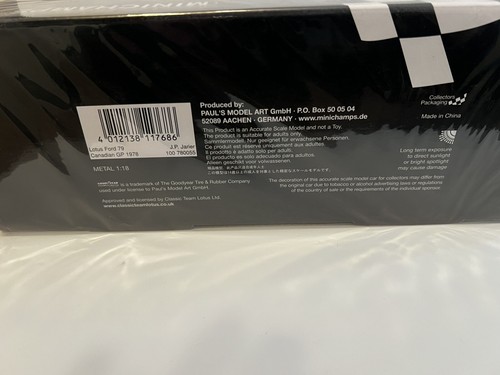 MINICHAMPS
4 012138 117686
Lotus Ford 79 J.P. Jarier
Canadian GP 1978 100 780055
METAL 1:18
Produced by:
PAUL'S MODEL ART GmbH · P.O. Box 50 05 04
52089 AACHEN · GERMANY · www.minichamps.de
This Product is an Accurate Scale Model and not a Toy.
The product is suitable for adults only.
Sammlermodell. Nur geeignet für erwachsene Personen.
Ce produit est réservé uniquement aux adultes
Il prodotto è adatto solo per adulti.
El producto es solo adecuado para adultos.
Alleen geschikt voor volwassenen.
is a trademark of The Goodyear Tire & Rubber Company
used under license to Paul's Model Art GmbH
Approved and licensed by Classic Team Lotus Ltd
www.classicteamlotus.co.uk
Collectors
Packaging
Made in China
Long term exposure
to direct sunlight
or bright spotlight
may cause damage
The decoration of this accurate scale model car for collectors may differ from
the original car due to tobacco or alcohol advertising laws or regulations
of the country of sale or the requirements of the individual sponsor.